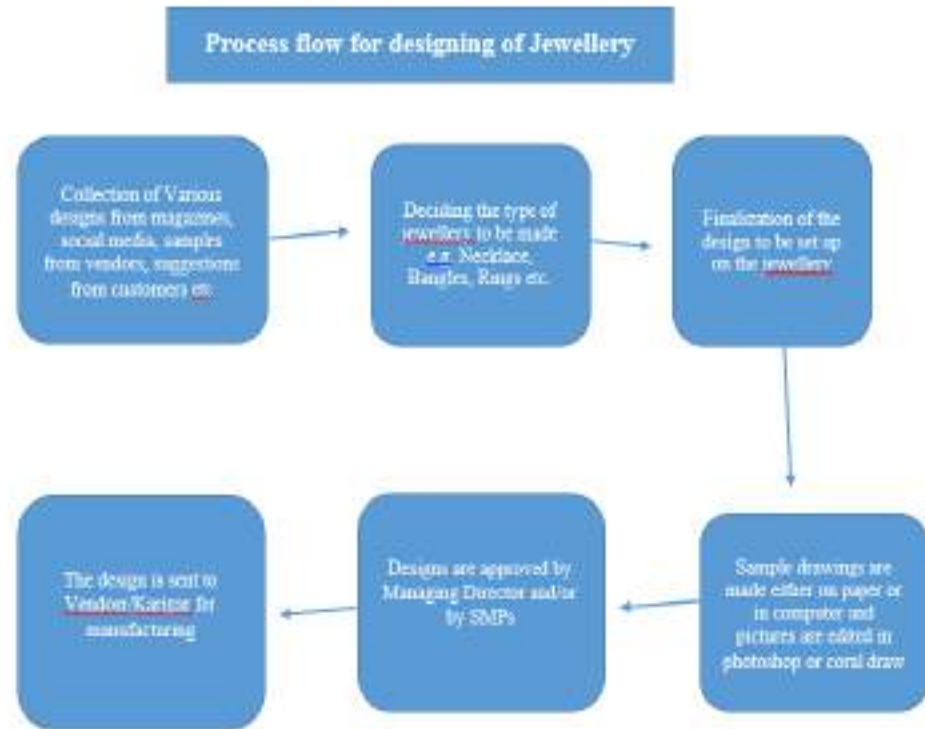 Process flow for designing of Jewellery
Collection of Various
designs from magazines,
social media, samples
from vendors, suggestions
from customers etc
Deciding the type of
jewellery to be made
e.g. Necklace,
Bangles, Rings etc.
Finalization of the
design to be set up
on the jewellery
Sample drawings are
made either on paper or
in computer and
pictures are edited in
photoshop or coral draw
Designs are approved by
Managing Director and/or
by SMPs
The design is sent to
Vendors/Karigar for
manufacturing